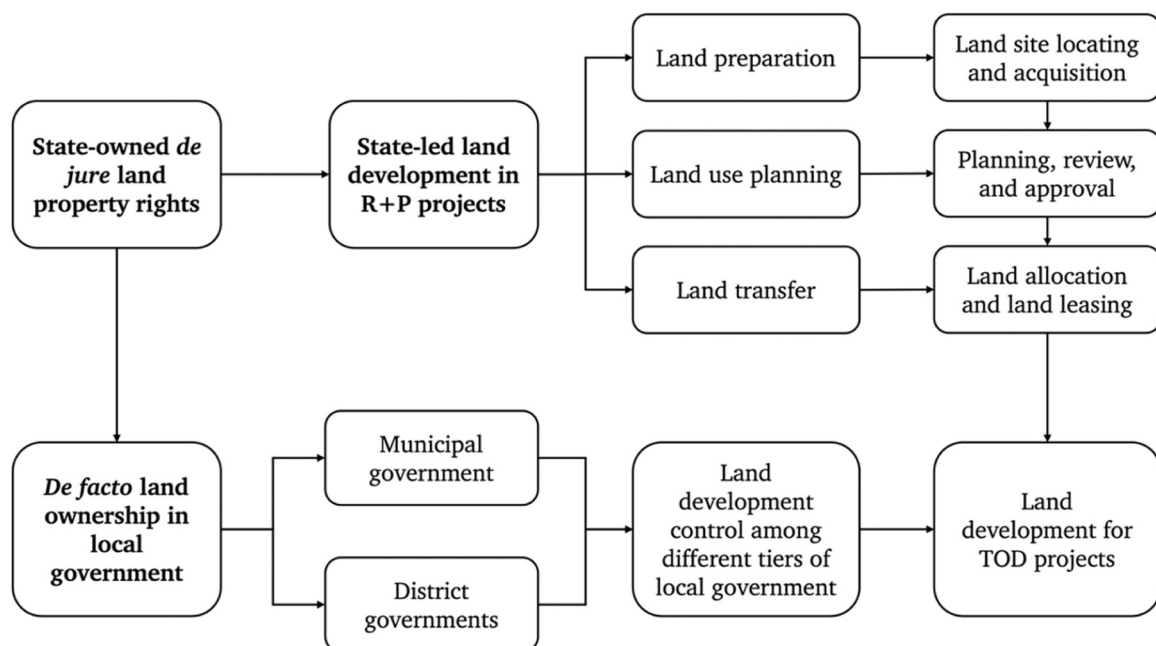 State-owned de
jure land
property rights
State-led land
development in
R+P projects
Land preparation
Land site locating
and acquisition
Land use planning
Planning, review,
and approval
Land transfer
Land allocation
and land leasing
De facto land
ownership in
local
government
Municipal
government
District
governments
Land
development
control among
different tiers of
local government
Land
development for
TOD projects